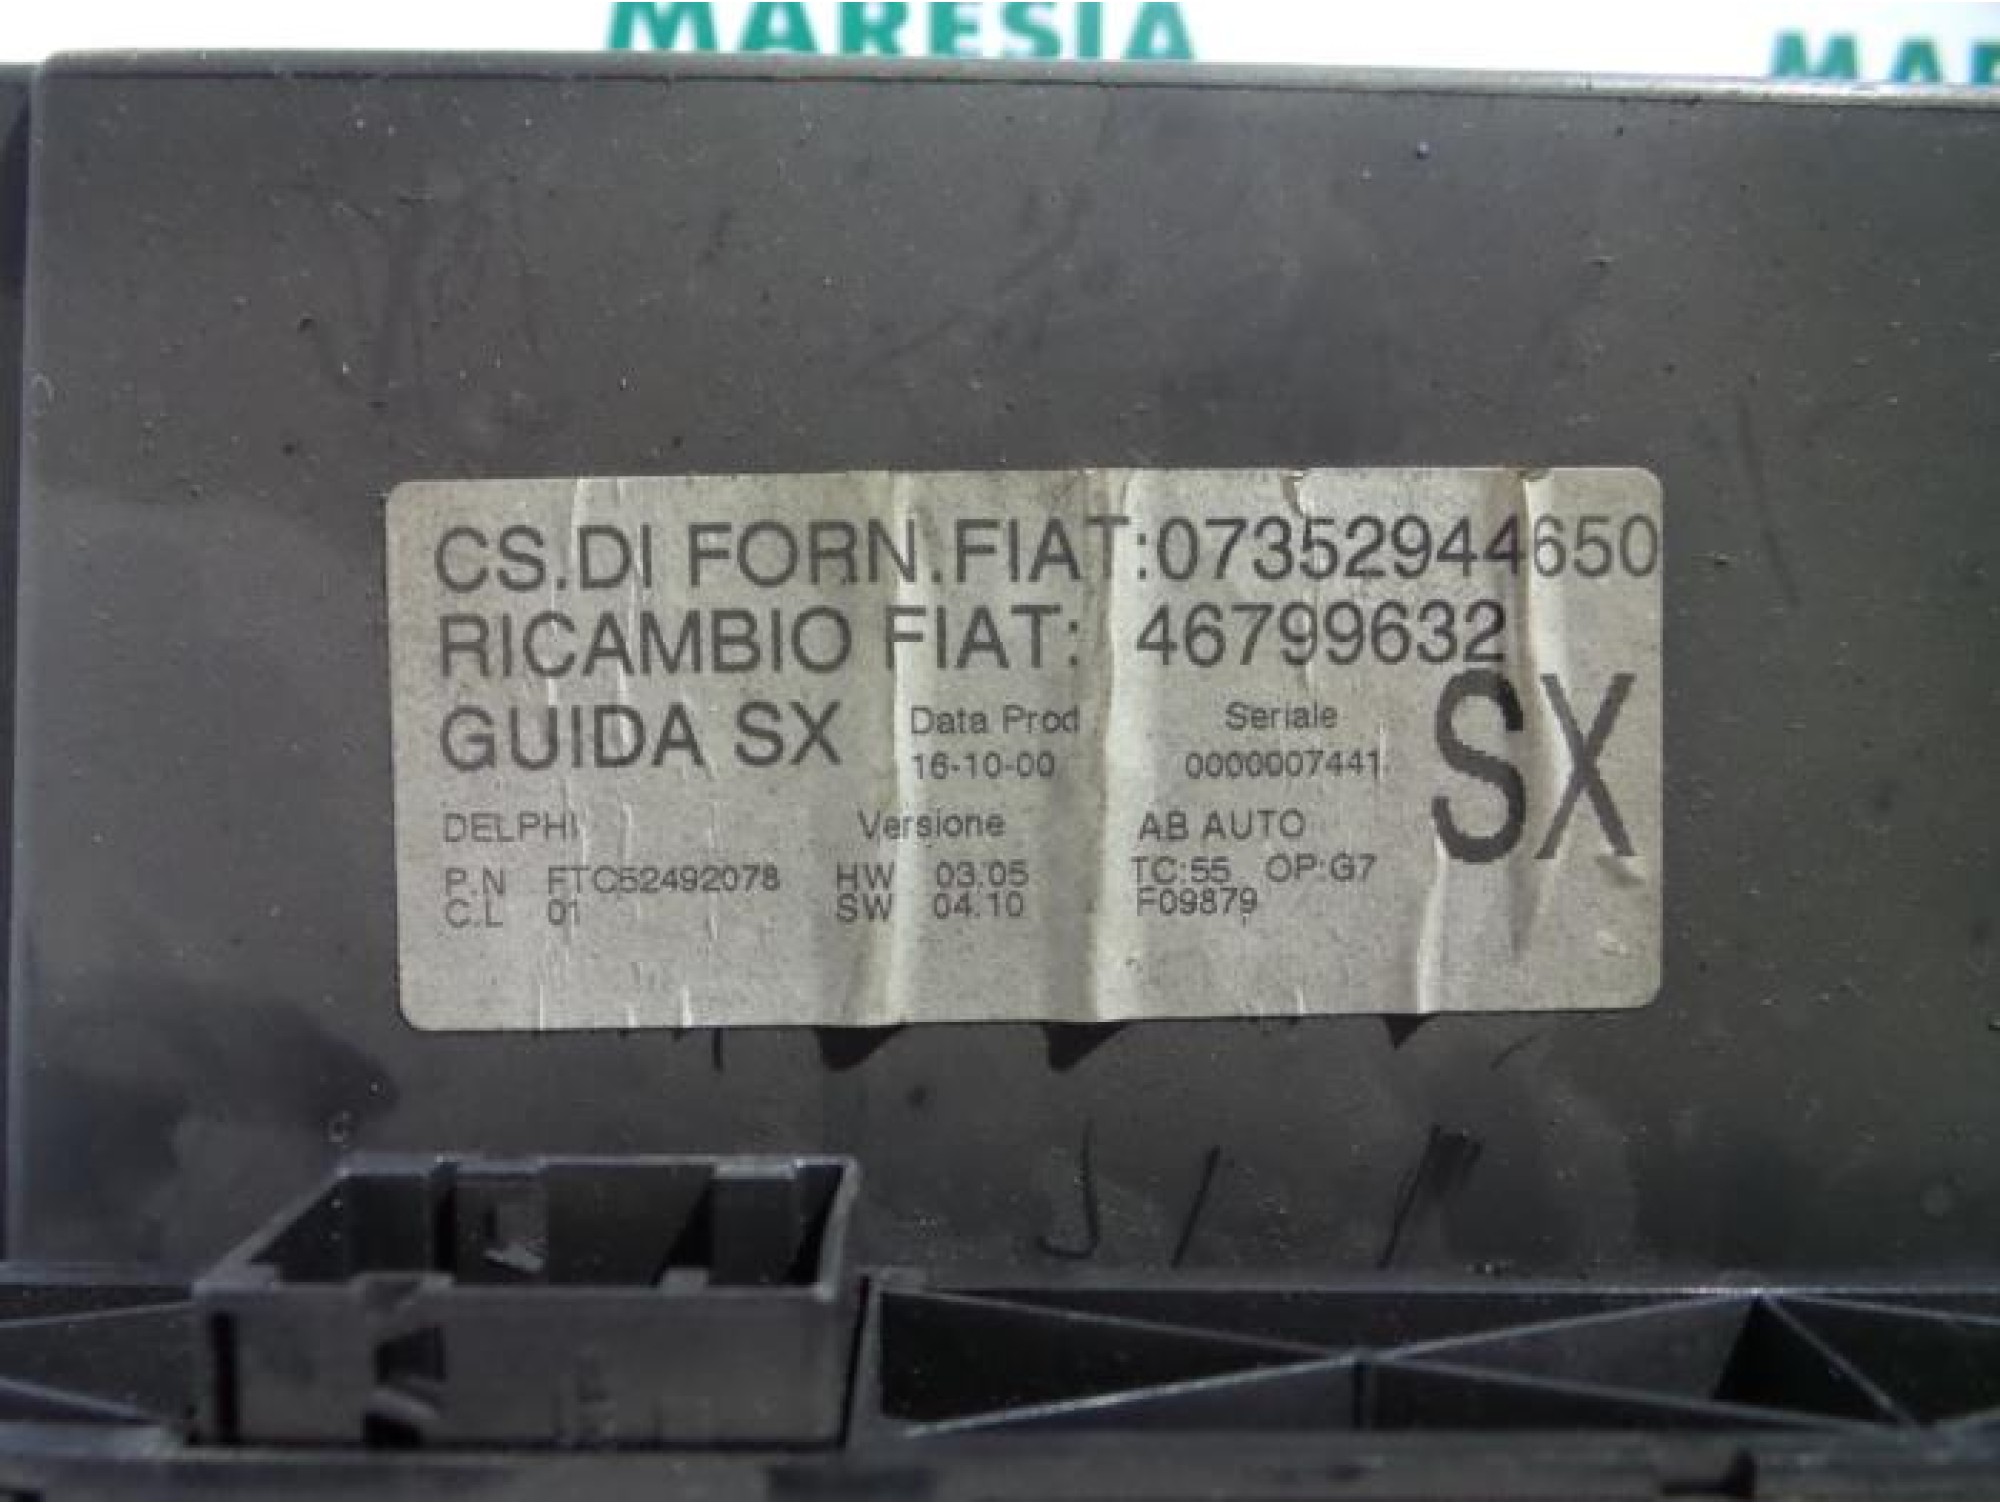 MARESIA
CS.DI FORN.FIAT:07352944650
RICAMBIO FIAT: 46799632
GUIDA SX Data Prod Seriale SX
16-10-00 0000007441
DELPHI Versione AB AUTO
P.N FTC52492078 HW 03.05 TC:55 OP:G7
C.L 01 SW 04.10 F09879